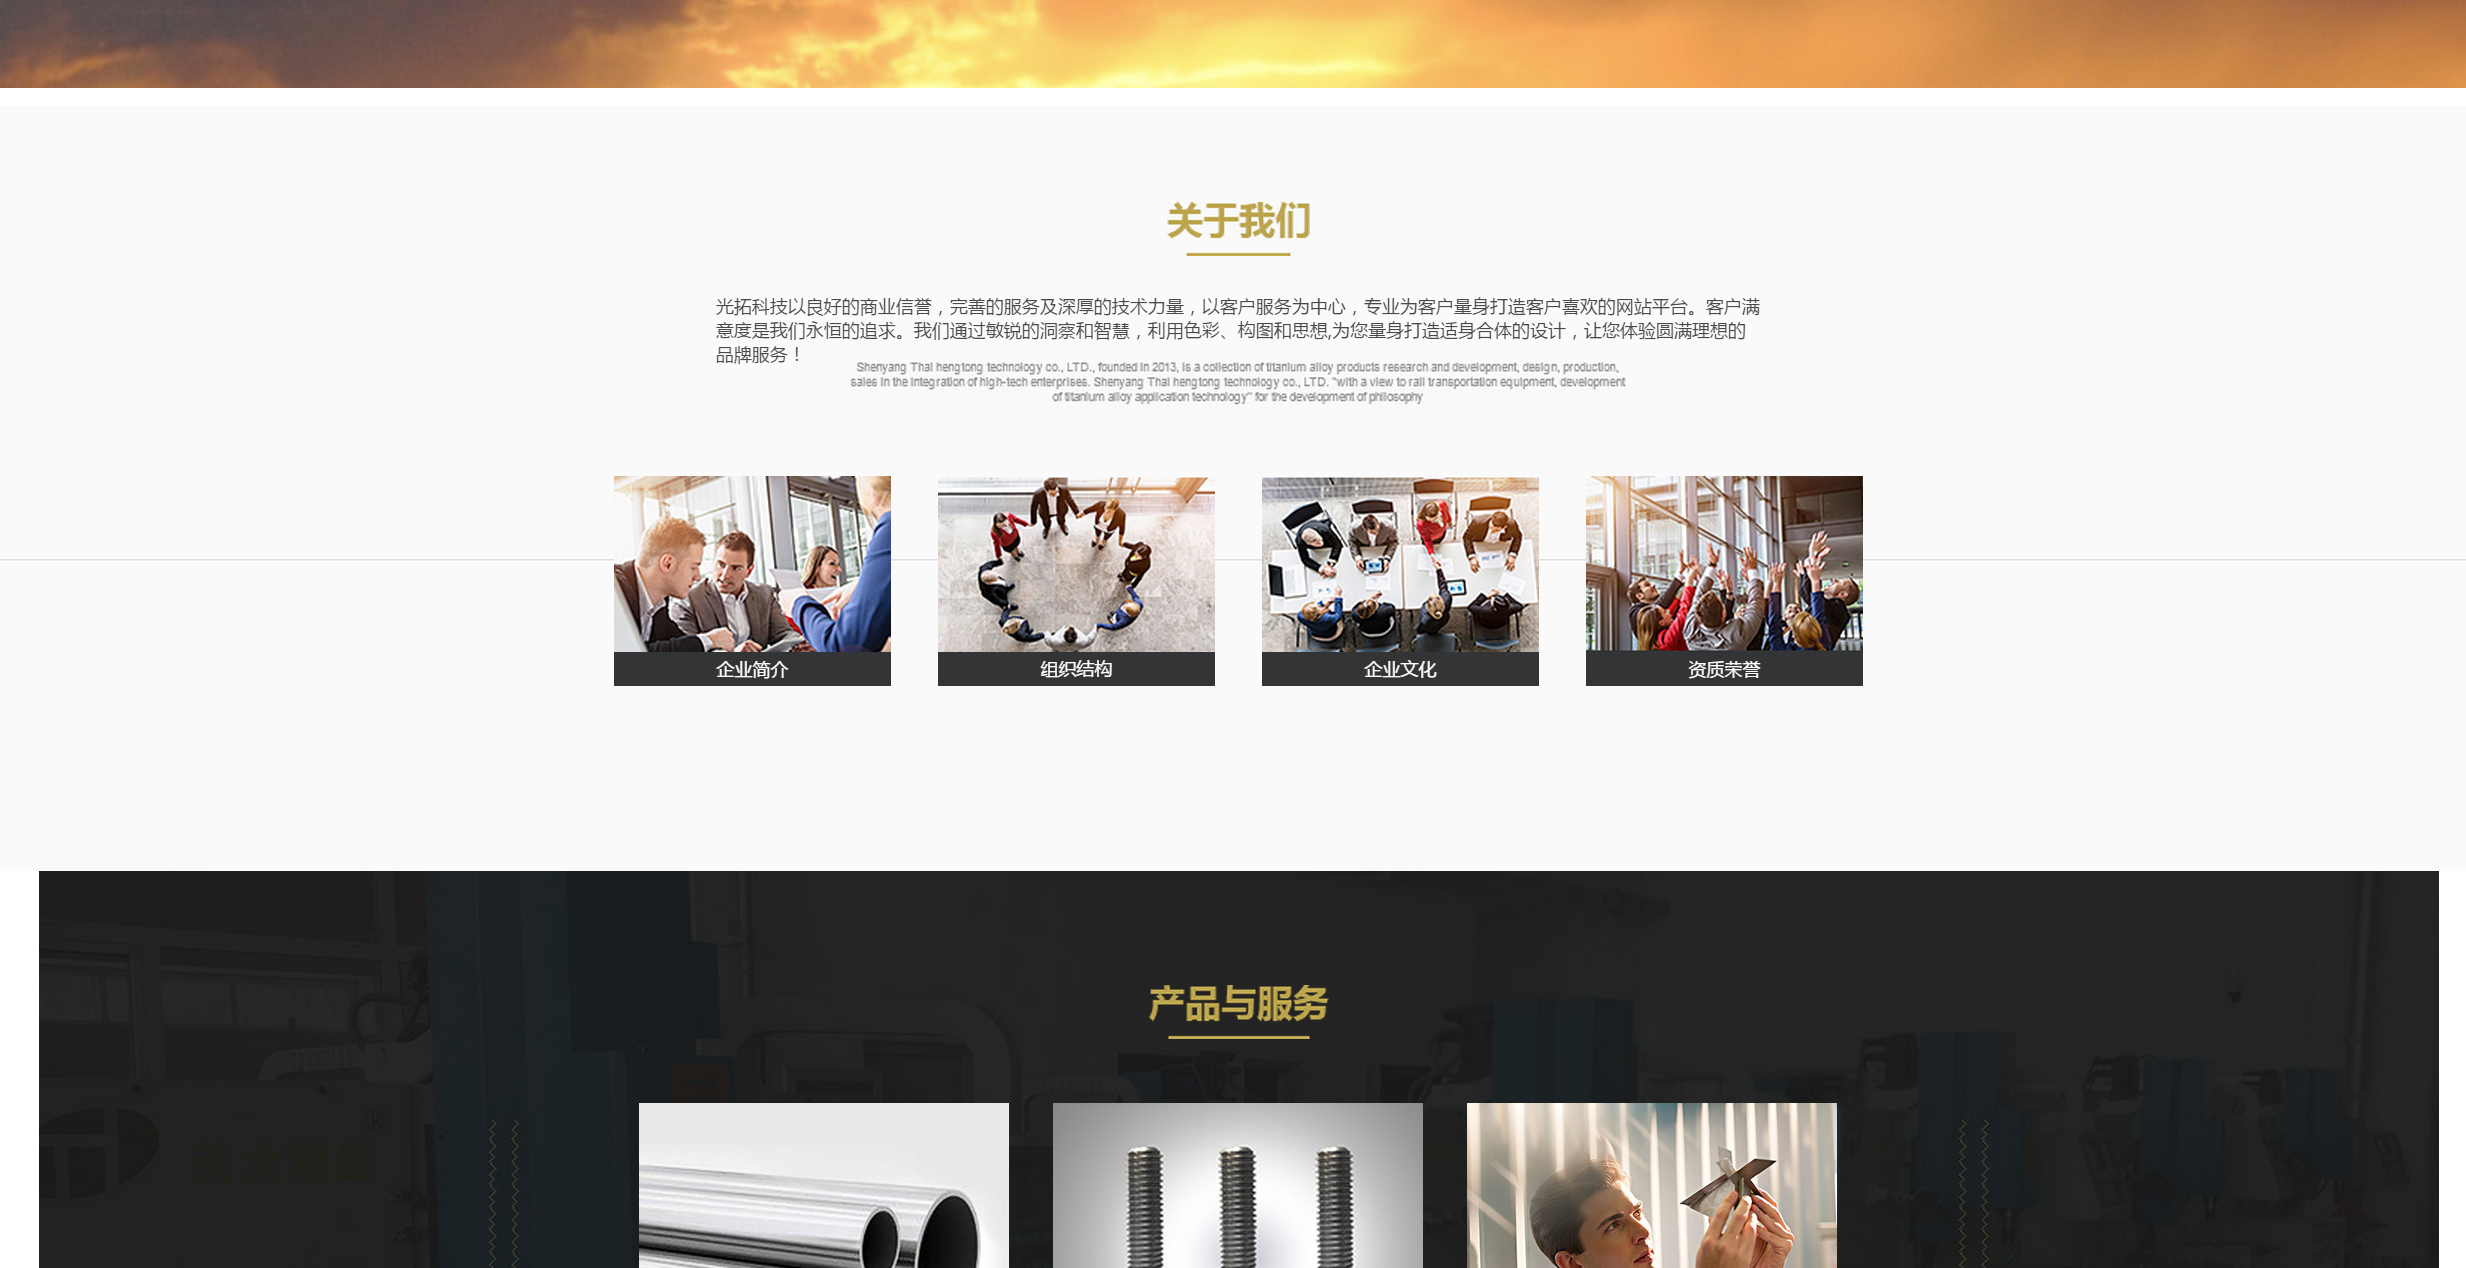 关于我们
光拓科技以良好的商业信誉，完善的服务及深厚的技术力量，以客户服务为中心，专业为客户量身打造客户喜欢的网站平台。客户满
意度是我们永恒的追求。我们通过敏锐的洞察和智慧，利用色彩、构图和思想,为您量身打造适身合体的设计，让您体验圆满理想的
品牌服务！
Shenyang Thai hengtong technology co., LTD., founded in 2013, is a collection of titanium alloy products research and development, design, production,
sales in the integration of high-tech enterprises. Shenyang Thai hengtong technology co., LTD. "with a view to rail transportation equipment, development
of titanium alloy application technology" for the development of philosophy
企业简介
组织结构
企业文化
资质荣誉
产品与服务